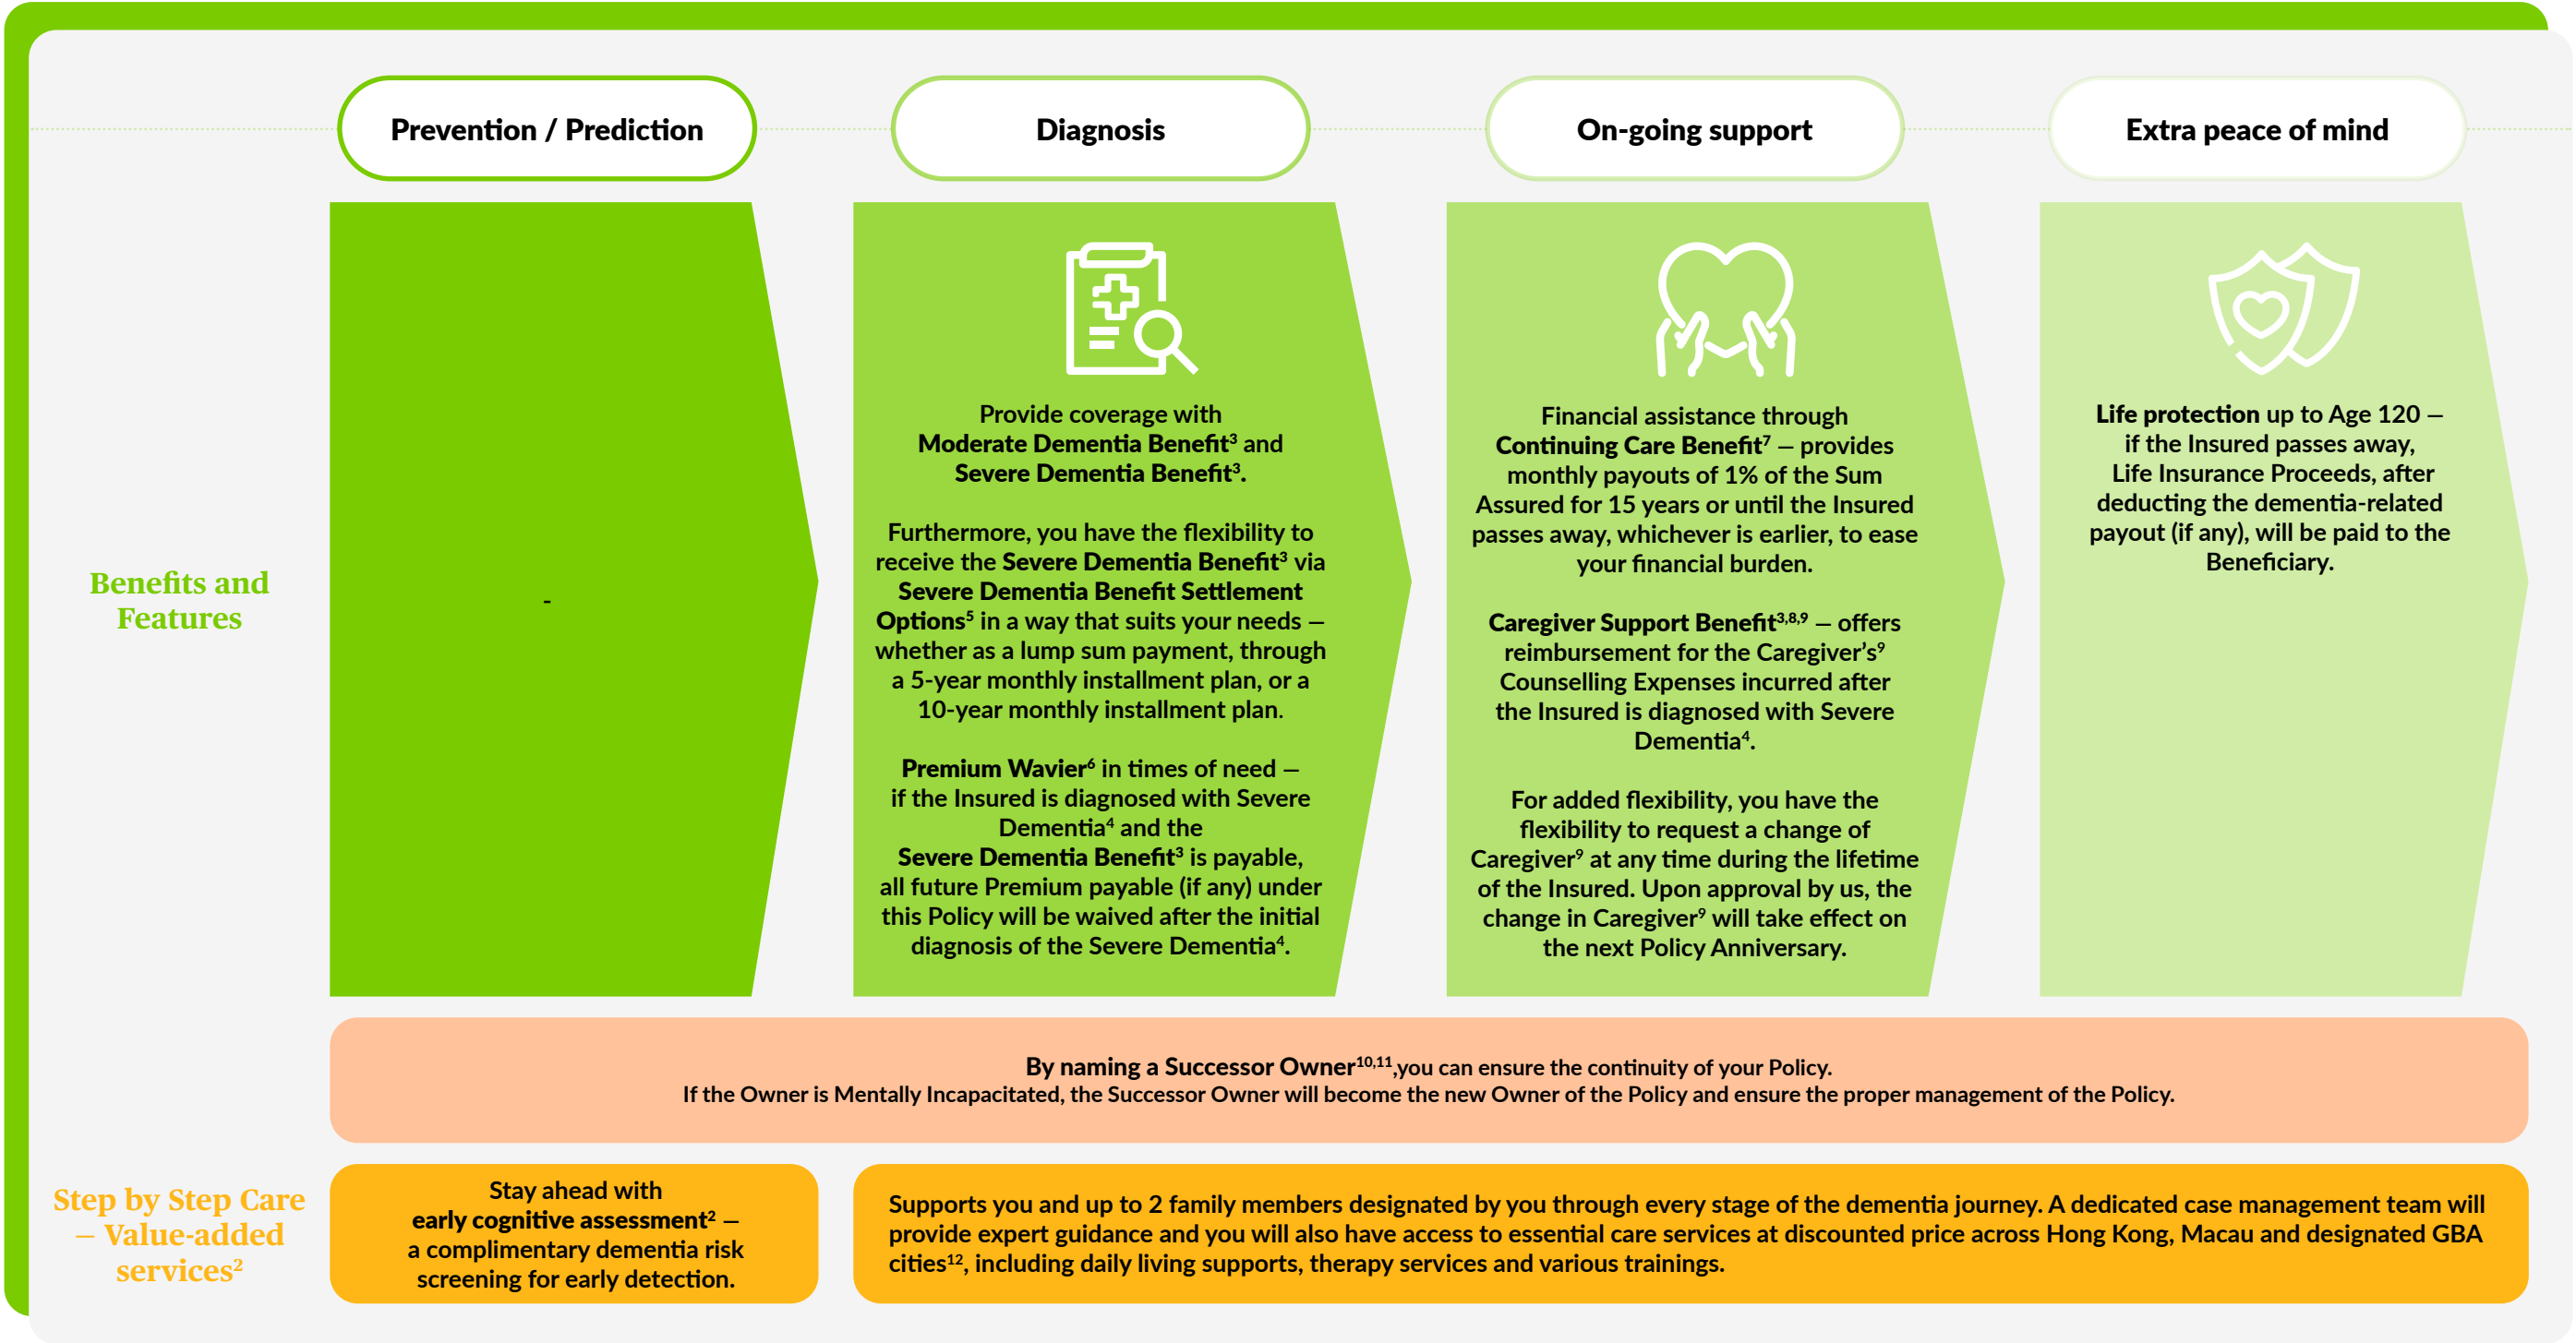 Prevention / Prediction
Diagnosis
On-going support
Extra peace of mind
Benefits and
Features
-
Provide coverage with
Moderate Dementia Benefit³ and
Severe Dementia Benefit³.
Furthermore, you have the flexibility to
receive the Severe Dementia Benefit³ via
Severe Dementia Benefit Settlement
Options⁵ in a way that suits your needs —
whether as a lump sum payment, through
a 5-year monthly installment plan, or a
10-year monthly installment plan.
Premium Wavier⁶ in times of need —
if the Insured is diagnosed with Severe
Dementia⁴ and the
Severe Dementia Benefit³ is payable,
all future Premium payable (if any) under
this Policy will be waived after the initial
diagnosis of the Severe Dementia⁴.
Financial assistance through
Continuing Care Benefit⁷ — provides
monthly payouts of 1% of the Sum
Assured for 15 years or until the Insured
passes away, whichever is earlier, to ease
your financial burden.
Caregiver Support Benefit³,⁸,⁹ — offers
reimbursement for the Caregiver’s⁹
Counselling Expenses incurred after
the Insured is diagnosed with Severe
Dementia⁴.
For added flexibility, you have the
flexibility to request a change of
Caregiver⁹ at any time during the lifetime
of the Insured. Upon approval by us, the
change in Caregiver⁹ will take effect on
the next Policy Anniversary.
Life protection up to Age 120 —
if the Insured passes away,
Life Insurance Proceeds, after
deducting the dementia-related
payout (if any), will be paid to the
Beneficiary.
By naming a Successor Owner¹⁰,¹¹,you can ensure the continuity of your Policy.
If the Owner is Mentally Incapacitated, the Successor Owner will become the new Owner of the Policy and ensure the proper management of the Policy.
Step by Step Care
— Value-added
services²
Stay ahead with
early cognitive assessment² —
a complimentary dementia risk
screening for early detection.
Supports you and up to 2 family members designated by you through every stage of the dementia journey. A dedicated case management team will
provide expert guidance and you will also have access to essential care services at discounted price across Hong Kong, Macau and designated GBA
cities¹², including daily living supports, therapy services and various trainings.